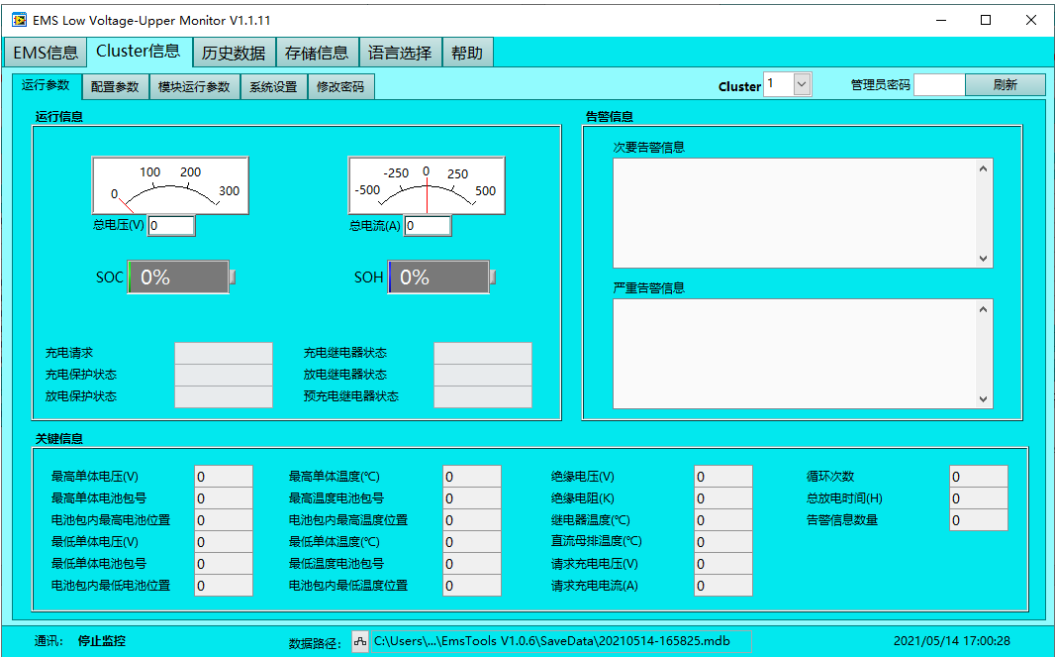 EMS Low Voltage-Upper Monitor V1.1.11
EMS信息 Cluster信息 历史数据 存储信息 语言选择 帮助
运行参数 配置参数 模块运行参数 系统设置 修改密码 Cluster 1 管理员密码 刷新
运行信息
100 200
0 300
总电压(V) 0
-250 0 250
-500 500
总电流(A) 0
SOC 0%
SOH 0%
充电请求 充电继电器状态
充电保护状态 放电继电器状态
放电保护状态 预充电继电器状态
告警信息
次要告警信息
严重告警信息
关键信息
最高单体电压(V) 0 最高单体温度(℃) 0 绝缘电压(V) 0 循环次数 0
最高单体电池包号 0 最高温度电池包号 0 绝缘电阻(K) 0 总放电时间(H) 0
电池包内最高电池位置 0 电池包内最高温度位置 0 继电器温度(℃) 0 告警信息数量 0
最低单体电压(V) 0 最低单体温度(℃) 0 直流母排温度(℃) 0
最低单体电池包号 0 最低温度电池包号 0 请求充电电压(V) 0
电池包内最低电池位置 0 电池包内最低温度位置 0 请求充电电流(A) 0
通讯: 停止监控 数据路径: C:\Users\...\EmsTools V1.0.6\SaveData\20210514-165825.mdb 2021/05/14 17:00:28